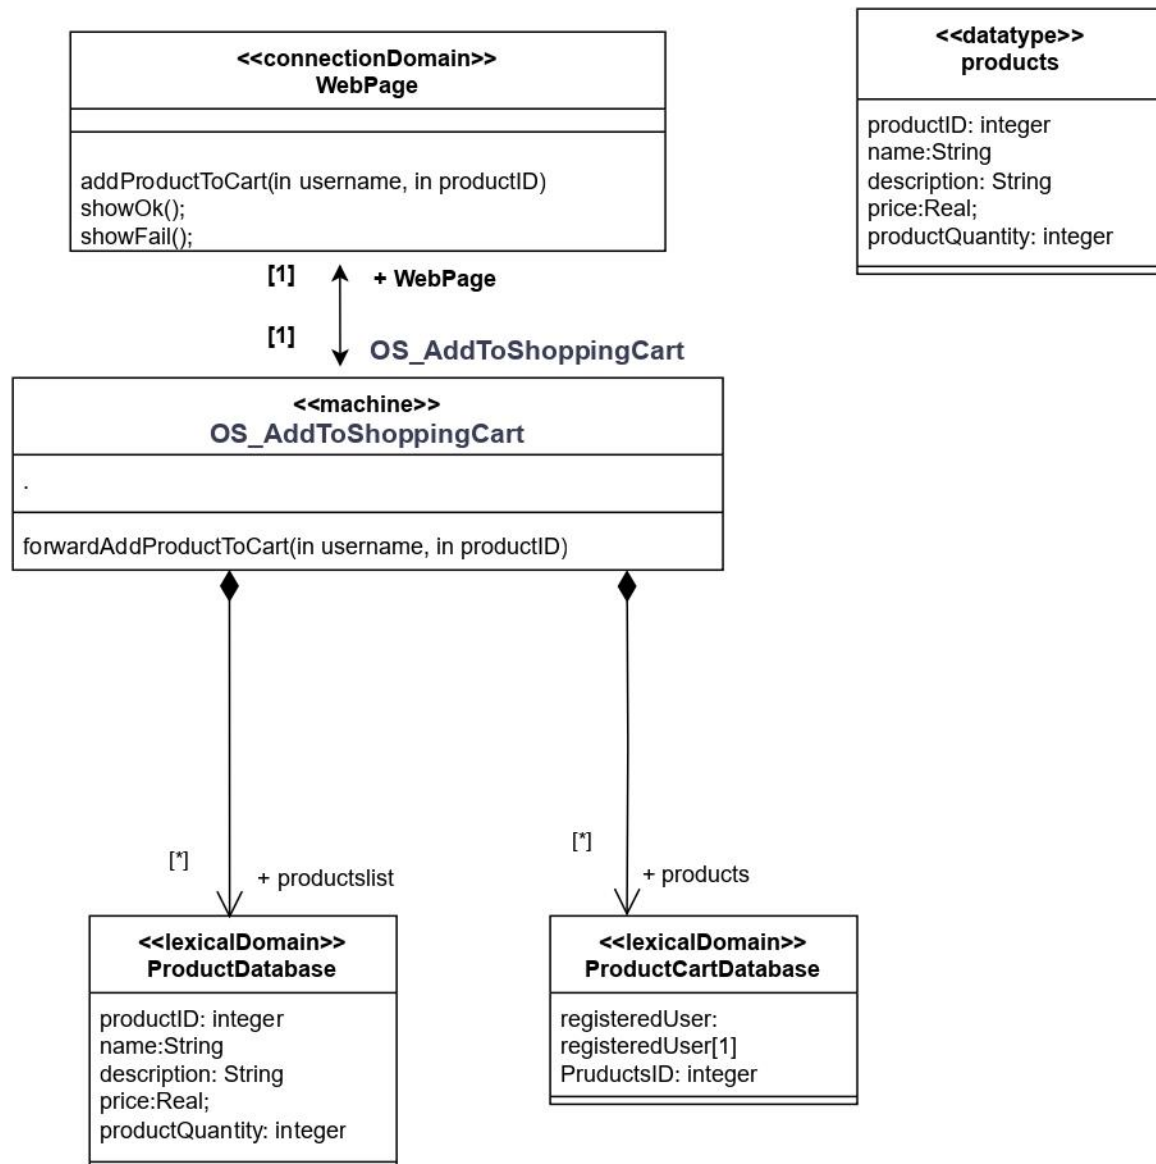 <<connectionDomain>>
WebPage
addProductToCart(in username, in productID)
showOk();
showFail();
<<datatype>>
products
productID: integer
name:String
description: String
price:Real;
productQuantity: integer
[1]
+ WebPage
[1]
OS_AddToShoppingCart
<<machine>>
OS_AddToShoppingCart
.
forwardAddProductToCart(in username, in productID)
[*]
+ productslist
[*]
+ products
<<lexicalDomain>>
ProductDatabase
productID: integer
name:String
description: String
price:Real;
productQuantity: integer
<<lexicalDomain>>
ProductCartDatabase
registeredUser:
registeredUser[1]
PruductsID: integer